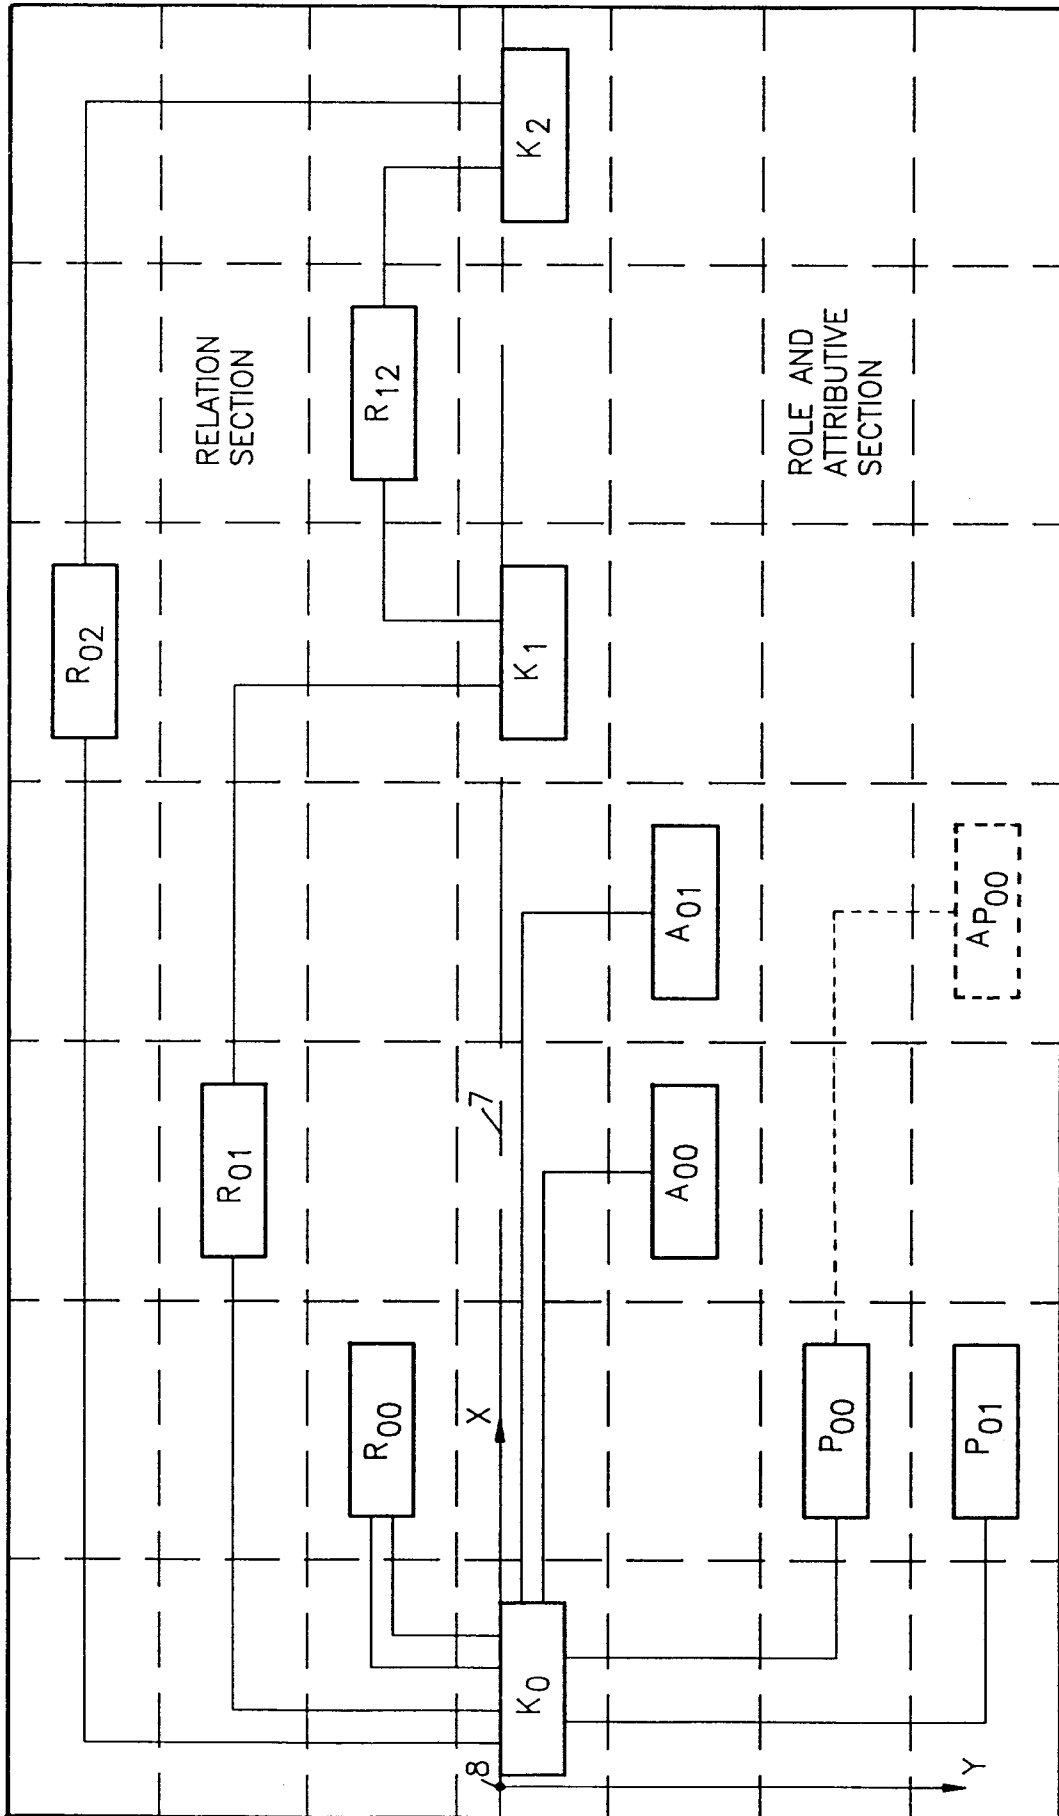 R02
RELATION
SECTION
R01
R12
R00
8
X
7
K0
K1
K2
A00
A01
ROLE AND
ATTRIBUTIVE
SECTION
P00
P01
AP00
Y